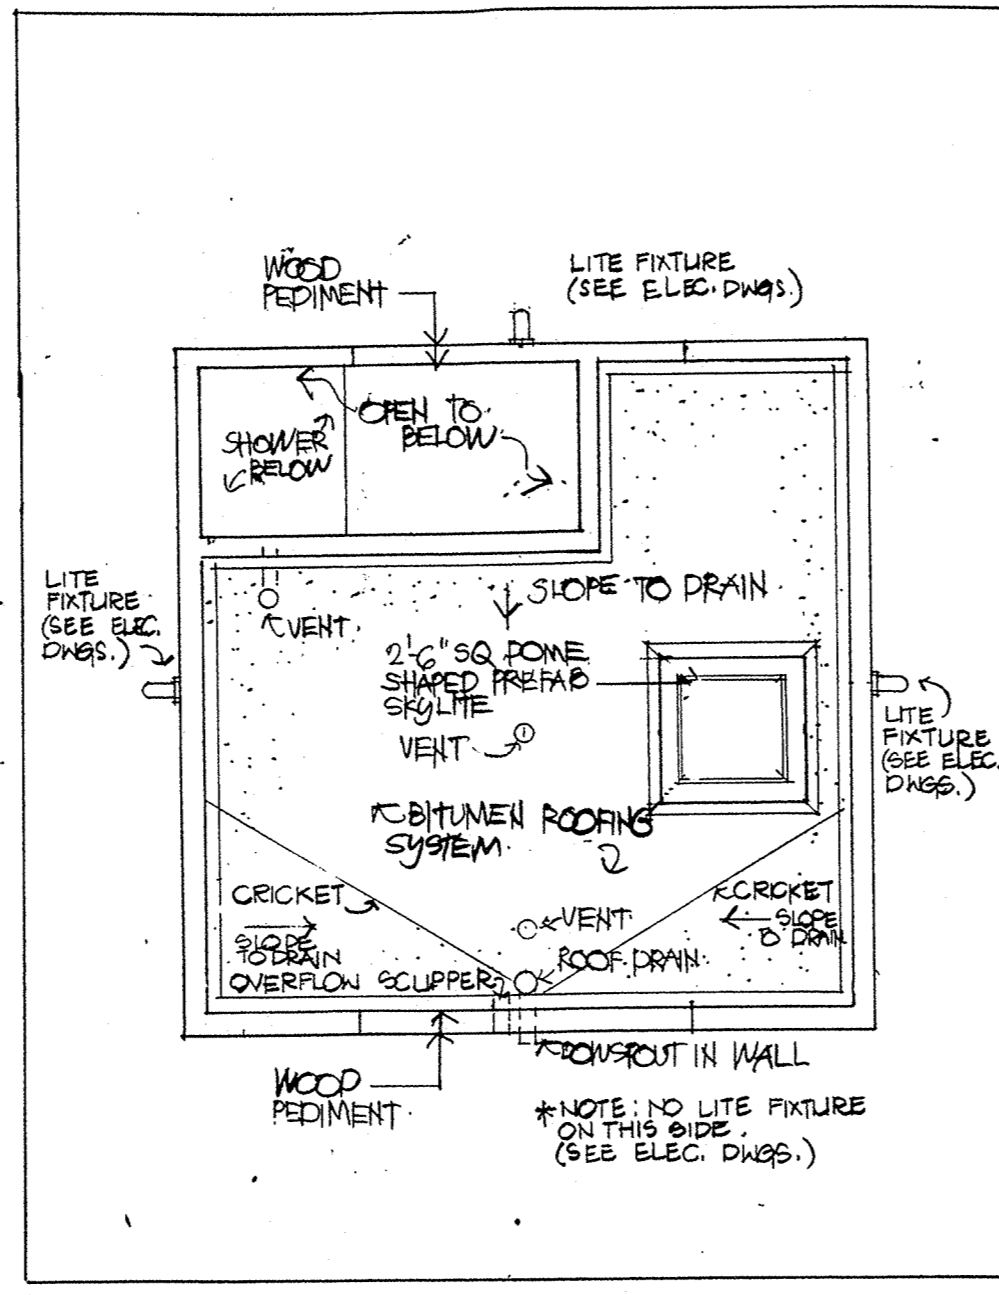 WOOD
PEDIMENT
LITE FIXTURE
(SEE ELEC. DWGS.)
OPEN TO
BELOW
SHOWER
BELOW
LITE
FIXTURE
(SEE ELEC.
DWGS.)
VENT
SLOPE TO DRAIN
2'-6" SQ DOME
SHAPED PREFAB
SKYLITE
VENT
LITE
FIXTURE
(SEE ELEC.
DWGS.)
BITUMEN ROOFING
SYSTEM
CRICKET
SLOPE
TO DRAIN
CRICKET
SLOPE
TO DRAIN
VENT
ROOF DRAIN
OVERFLOW SCUPPER
DOWSPOUT IN WALL
WOOD
PEDIMENT
*NOTE: NO LITE FIXTURE
ON THIS SIDE.
(SEE ELEC. DWGS.)